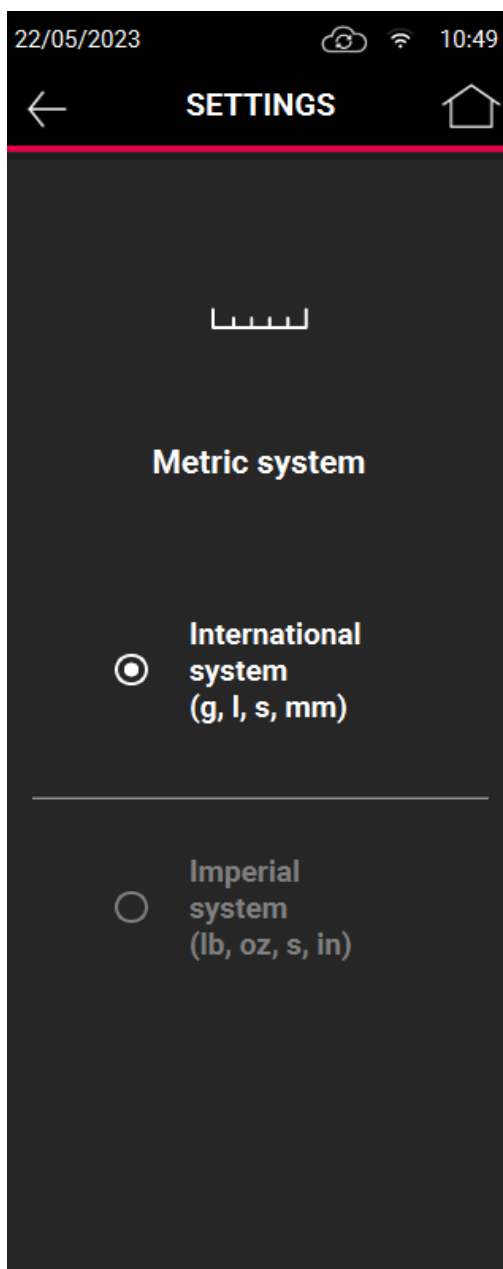 22/05/2023 10:49
SETTINGS
Metric system
International
system
(g, l, s, mm)
Imperial
system
(lb, oz, s, in)